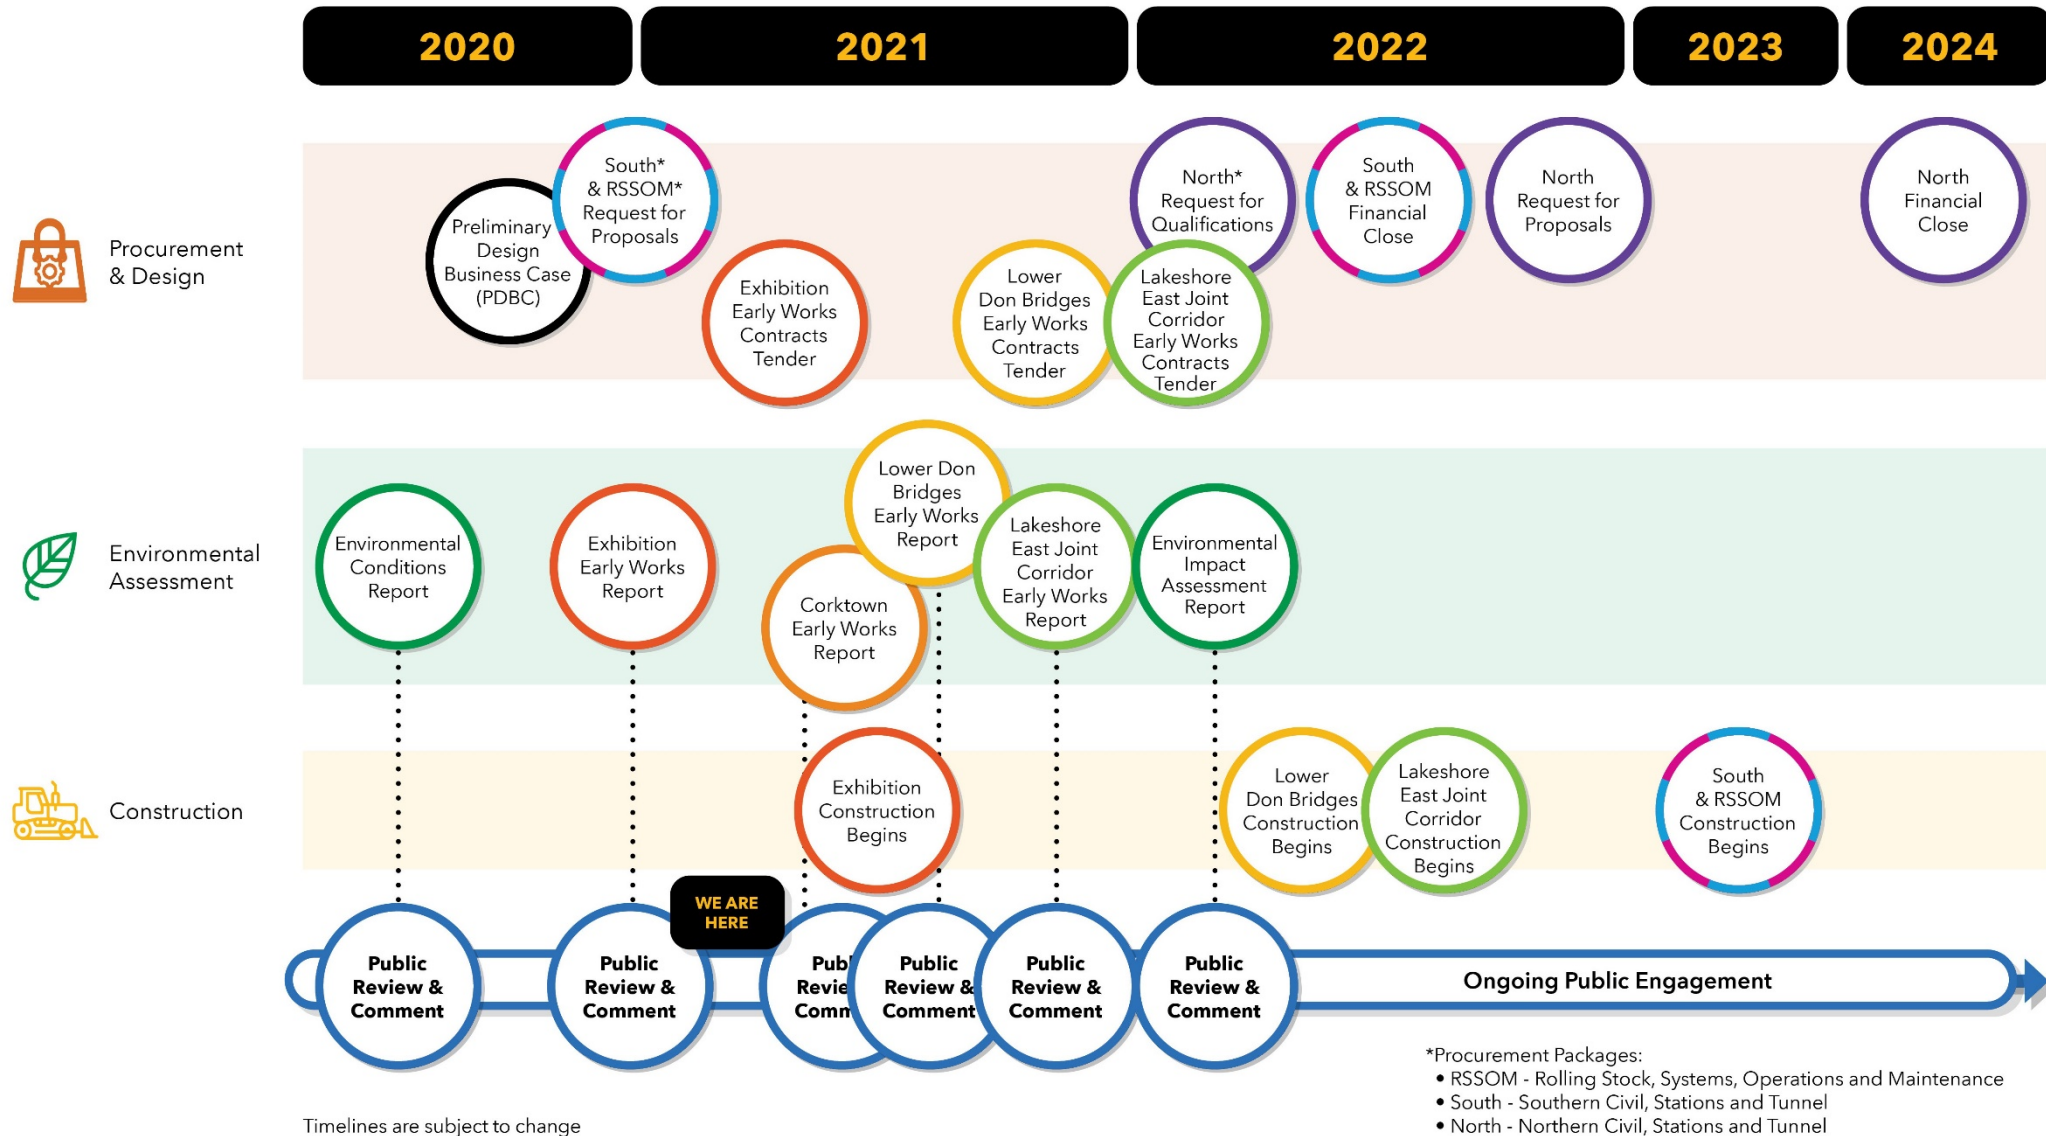 2020
2021
2022
2023
2024
Procurement
& Design
Preliminary
Design
Business Case
(PDBC)
South*
& RSSOM*
Request for
Proposals
Exhibition
Early Works
Contracts
Tender
Lower
Don Bridges
Early Works
Contracts
Tender
North*
Request for
Qualifications
Lakeshore
East Joint
Corridor
Early Works
Contracts
Tender
South
& RSSOM
Financial
Close
North
Request for
Proposals
North
Financial
Close
Environmental
Assessment
Environmental
Conditions
Report
Exhibition
Early Works
Report
Corktown
Early Works
Report
Lower Don
Bridges
Early Works
Report
Lakeshore
East Joint
Corridor
Early Works
Report
Environmental
Impact
Assessment
Report
Construction
Exhibition
Construction
Begins
Lower
Don Bridges
Construction
Begins
Lakeshore
East Joint
Corridor
Construction
Begins
South
& RSSOM
Construction
Begins
WE ARE
HERE
Public
Review &
Comment
Public
Review &
Comment
Publ
Revie
Comm
Public
Review &
Comment
Public
Review &
Comment
Public
Review &
Comment
Ongoing Public Engagement
*Procurement Packages:
• RSSOM - Rolling Stock, Systems, Operations and Maintenance
• South - Southern Civil, Stations and Tunnel
• North - Northern Civil, Stations and Tunnel
Timelines are subject to change